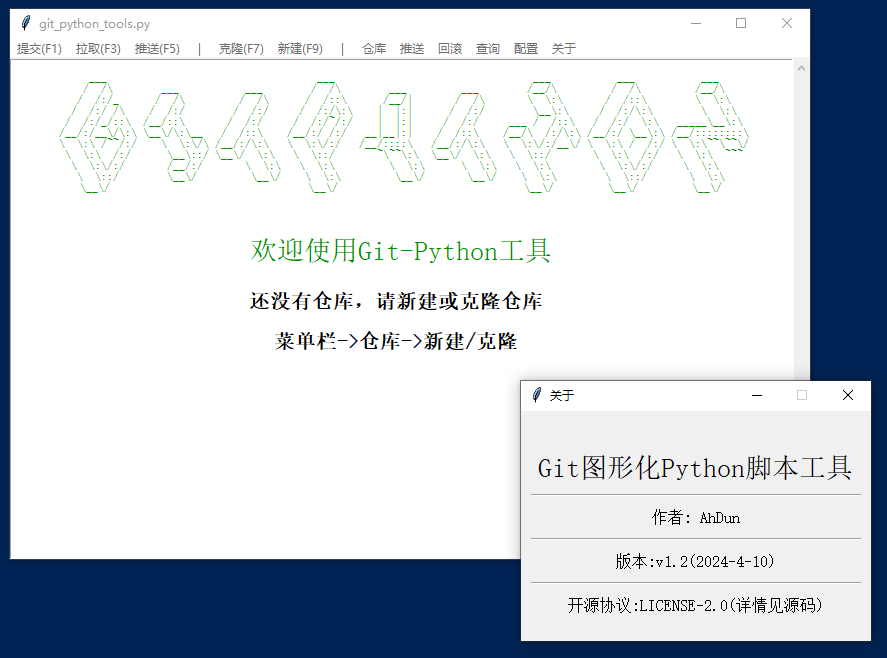 git_python_tools.py
提交(F1) 拉取(F3) 推送(F5) | 克隆(F7) 新建(F9) | 仓库 推送 回滚 查询 配置 关于
欢迎使用Git-Python工具
还没有仓库，请新建或克隆仓库
菜单栏->仓库->新建/克隆
关于
Git图形化Python脚本工具
作者: AhDun
版本:v1.2(2024-4-10)
开源协议:LICENSE-2.0(详情见源码)